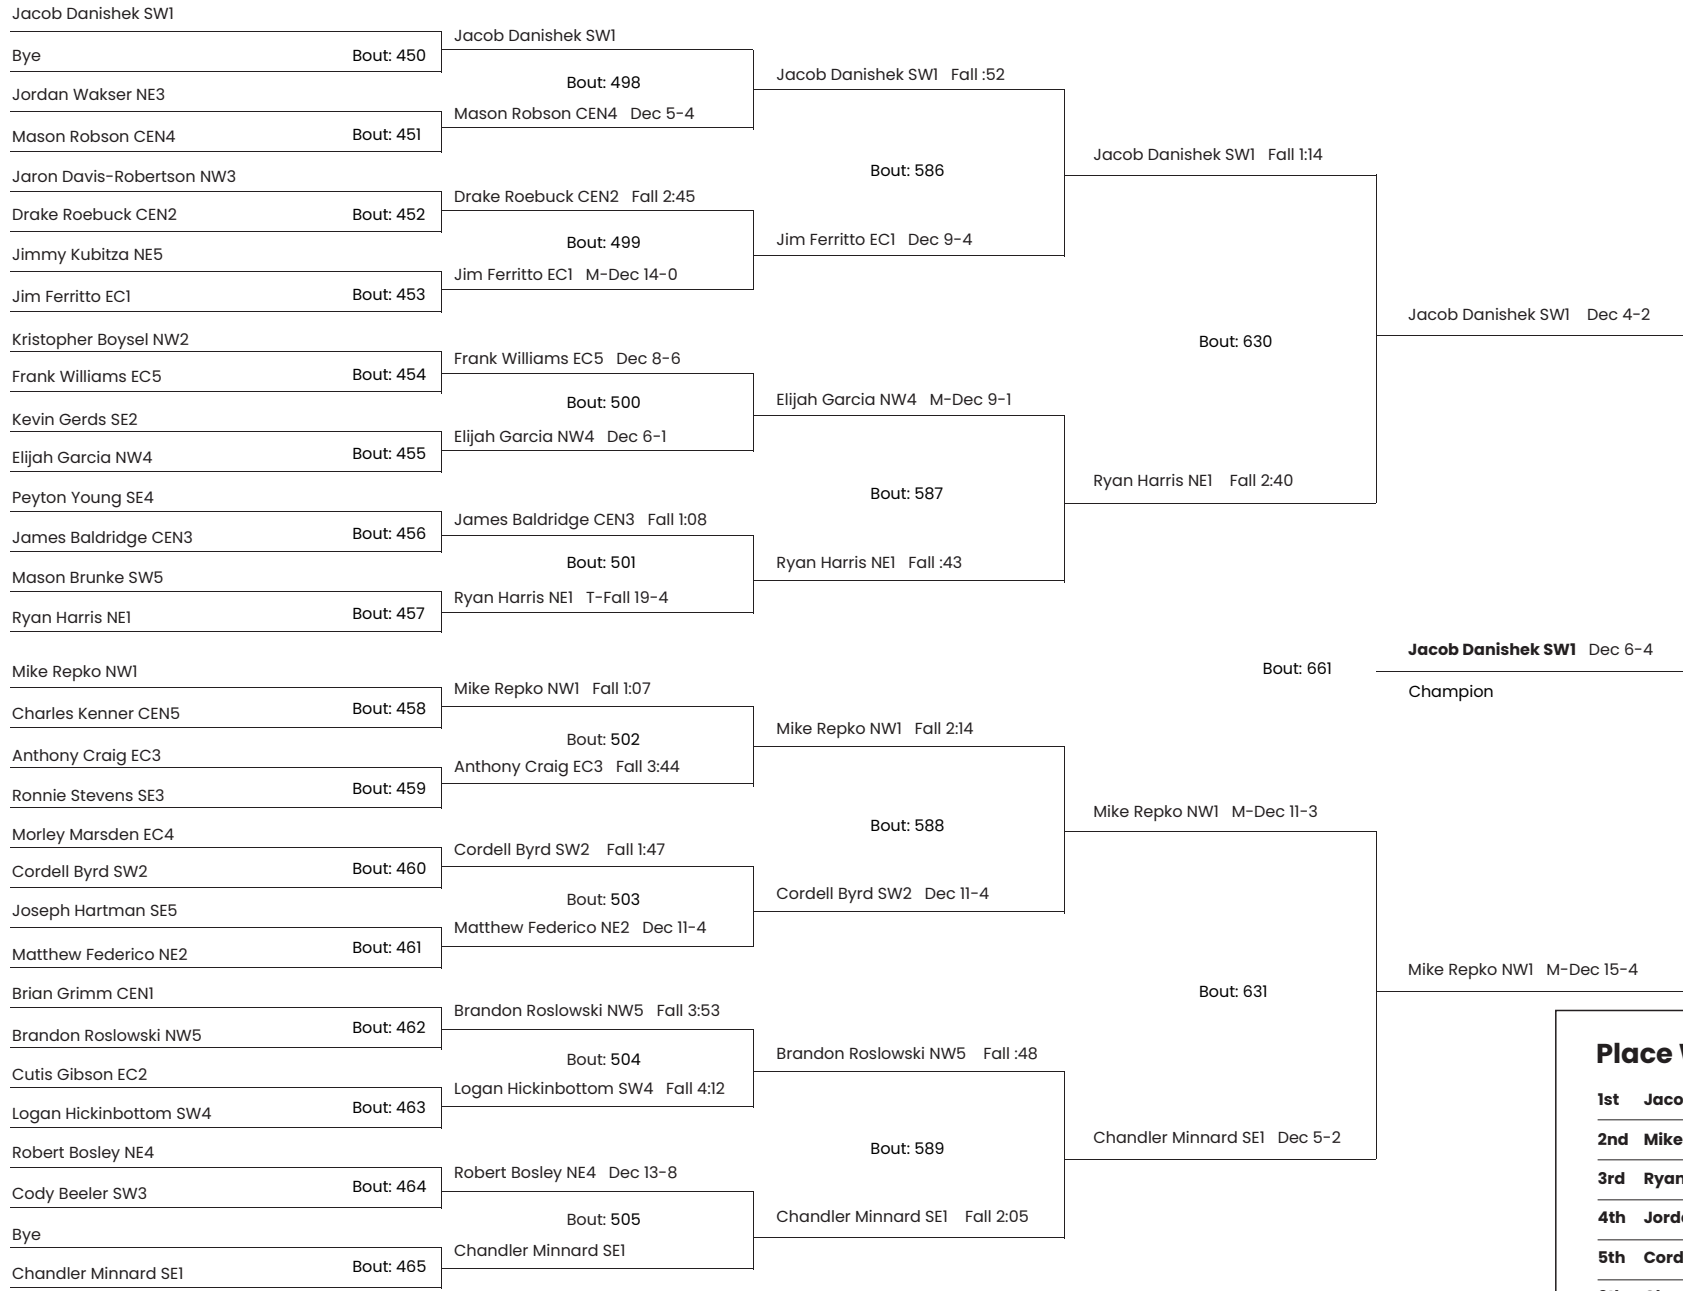 Jacob Danishek SW1
Bye
Bout: 450
Jordan Wakser NE3
Mason Robson CEN4
Bout: 451
Jaron Davis-Robertson NW3
Drake Roebuck CEN2
Bout: 452
Jimmy Kubitza NE5
Jim Ferritto EC1
Bout: 453
Kristopher Boysel NW2
Frank Williams EC5
Bout: 454
Kevin Gerds SE2
Elijah Garcia NW4
Bout: 455
Peyton Young SE4
James Baldridge CEN3
Bout: 456
Mason Brunke SW5
Ryan Harris NE1
Bout: 457
Mike Repko NW1
Charles Kenner CEN5
Bout: 458
Anthony Craig EC3
Ronnie Stevens SE3
Bout: 459
Morley Marsden EC4
Cordell Byrd SW2
Bout: 460
Joseph Hartman SE5
Matthew Federico NE2
Bout: 461
Brian Grimm CEN1
Brandon Roslowski NW5
Bout: 462
Cutis Gibson EC2
Logan Hickinbottom SW4
Bout: 463
Robert Bosley NE4
Cody Beeler SW3
Bout: 464
Bye
Chandler Minnard SE1
Bout: 465
Jacob Danishek SW1
Bout: 498
Mason Robson CEN4 Dec 5-4
Drake Roebuck CEN2 Fall 2:45
Bout: 499
Jim Ferritto EC1 M-Dec 14-0
Frank Williams EC5 Dec 8-6
Bout: 500
Elijah Garcia NW4 Dec 6-1
James Baldridge CEN3 Fall 1:08
Bout: 501
Ryan Harris NE1 T-Fall 19-4
Mike Repko NW1 Fall 1:07
Bout: 502
Anthony Craig EC3 Fall 3:44
Cordell Byrd SW2 Fall 1:47
Bout: 503
Matthew Federico NE2 Dec 11-4
Brandon Roslowski NW5 Fall 3:53
Bout: 504
Logan Hickinbottom SW4 Fall 4:12
Robert Bosley NE4 Dec 13-8
Bout: 505
Chandler Minnard SE1
Jacob Danishek SW1 Fall :52
Bout: 586
Jim Ferritto EC1 Dec 9-4
Elijah Garcia NW4 M-Dec 9-1
Bout: 587
Ryan Harris NE1 Fall :43
Mike Repko NW1 Fall 2:14
Bout: 588
Cordell Byrd SW2 Dec 11-4
Brandon Roslowski NW5 Fall :48
Bout: 589
Chandler Minnard SE1 Fall 2:05
Jacob Danishek SW1 Fall 1:14
Bout: 630
Ryan Harris NE1 Fall 2:40
Mike Repko NW1 M-Dec 11-3
Bout: 631
Chandler Minnard SE1 Dec 5-2
Jacob Danishek SW1 Dec 4-2
Bout: 661
Jacob Danishek SW1 Dec 6-4
Champion
Mike Repko NW1 M-Dec 15-4
Place
1st Jaco
2nd Mike
3rd Ryan
4th Jord
5th Cord